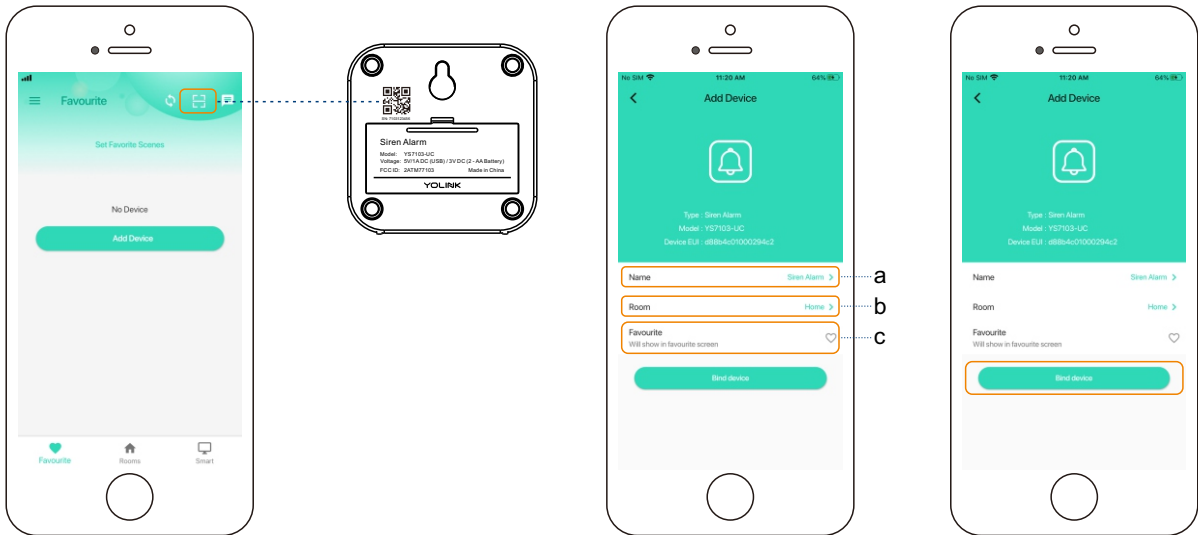 Favourite
Set Favorite Scenes
No Device
Add Device
Favourite
Rooms
Smart
Siren Alarm
Model: YS7103-UC
Voltage: 5V/1A DC (USB) / 3V DC (2 - AA Battery)
FCC ID: 2ATM77103 Made in China
YOLINK
No SIM 11:20 AM 64%
Add Device
Type : Siren Alarm
Model : YS7103-UC
Device EUI : d88b4c01000294c2
Name Siren Alarm >
Room Home >
Favourite
Will show in favourite screen
Bind device
a
b
c
No SIM 11:20 AM 64%
Add Device
Type : Siren Alarm
Model : YS7103-UC
Device EUI : d88b4c01000294c2
Name Siren Alarm >
Room Home >
Favourite
Will show in favourite screen
Bind device